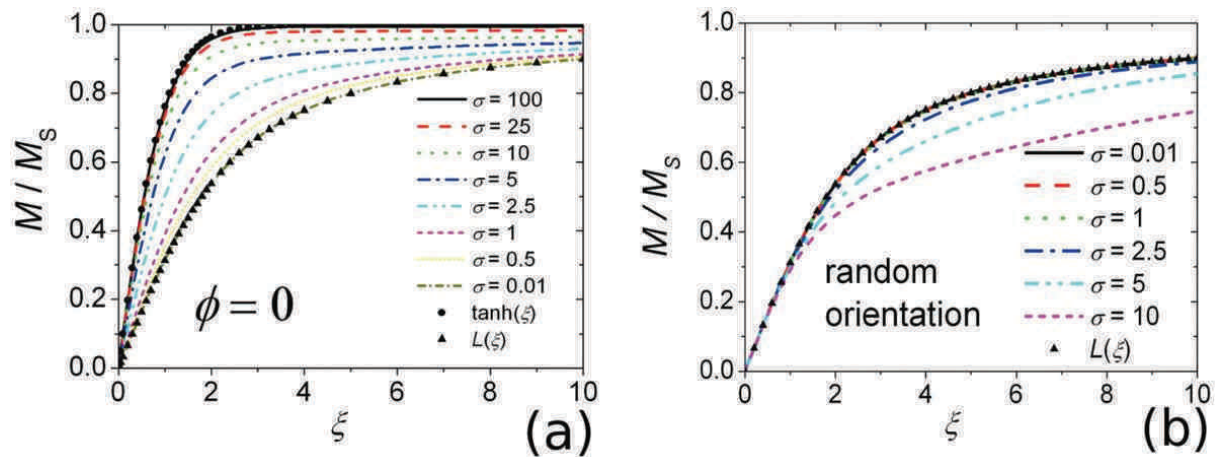 M / M_S
1.0
0.8
0.6
0.4
0.2
0.0
σ = 100
σ = 25
σ = 10
σ = 5
σ = 2.5
σ = 1
σ = 0.5
σ = 0.01
tanh(ξ)
L(ξ)
ϕ = 0
0 2 4 6 8 10
ξ
(a)
M / M_S
1.0
0.8
0.6
0.4
0.2
0.0
σ = 0.01
σ = 0.5
σ = 1
σ = 2.5
σ = 5
σ = 10
L(ξ)
random
orientation
0 2 4 6 8 10
ξ
(b)